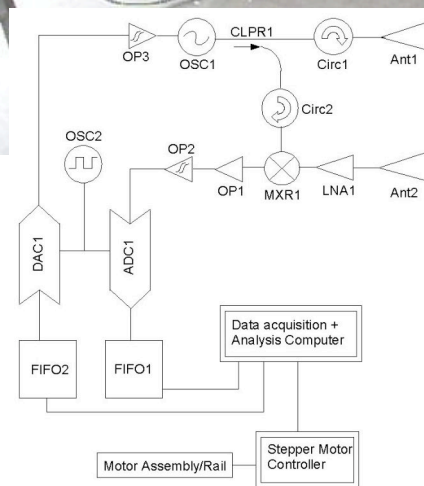 CLPR1
OP3
OSC1
Circ1
Ant1
Circ2
OSC2
OP2
OP1
MXR1
LNA1
Ant2
DAC1
ADC1
FIFO2
FIFO1
Data acquisition +
Analysis Computer
Stepper Motor
Controller
Motor Assembly/Rail